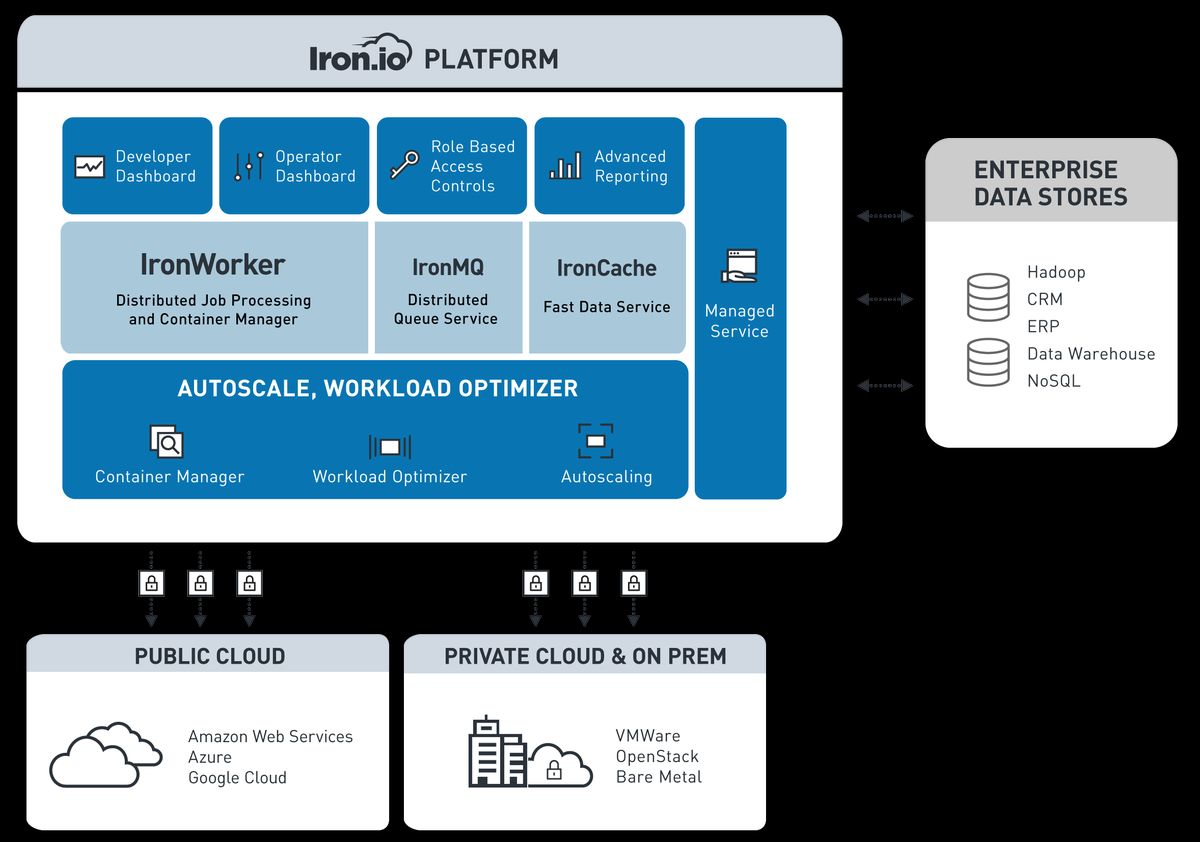 Iron.io PLATFORM
Developer
Dashboard
Operator
Dashboard
Role Based
Access
Controls
Advanced
Reporting
IronWorker
Distributed Job Processing
and Container Manager
IronMQ
Distributed
Queue Service
IronCache
Fast Data Service
Managed
Service
AUTOSCALE, WORKLOAD OPTIMIZER
Container Manager
Workload Optimizer
Autoscaling
ENTERPRISE
DATA STORES
Hadoop
CRM
ERP
Data Warehouse
NoSQL
PUBLIC CLOUD
Amazon Web Services
Azure
Google Cloud
PRIVATE CLOUD & ON PREM
VMWare
OpenStack
Bare Metal